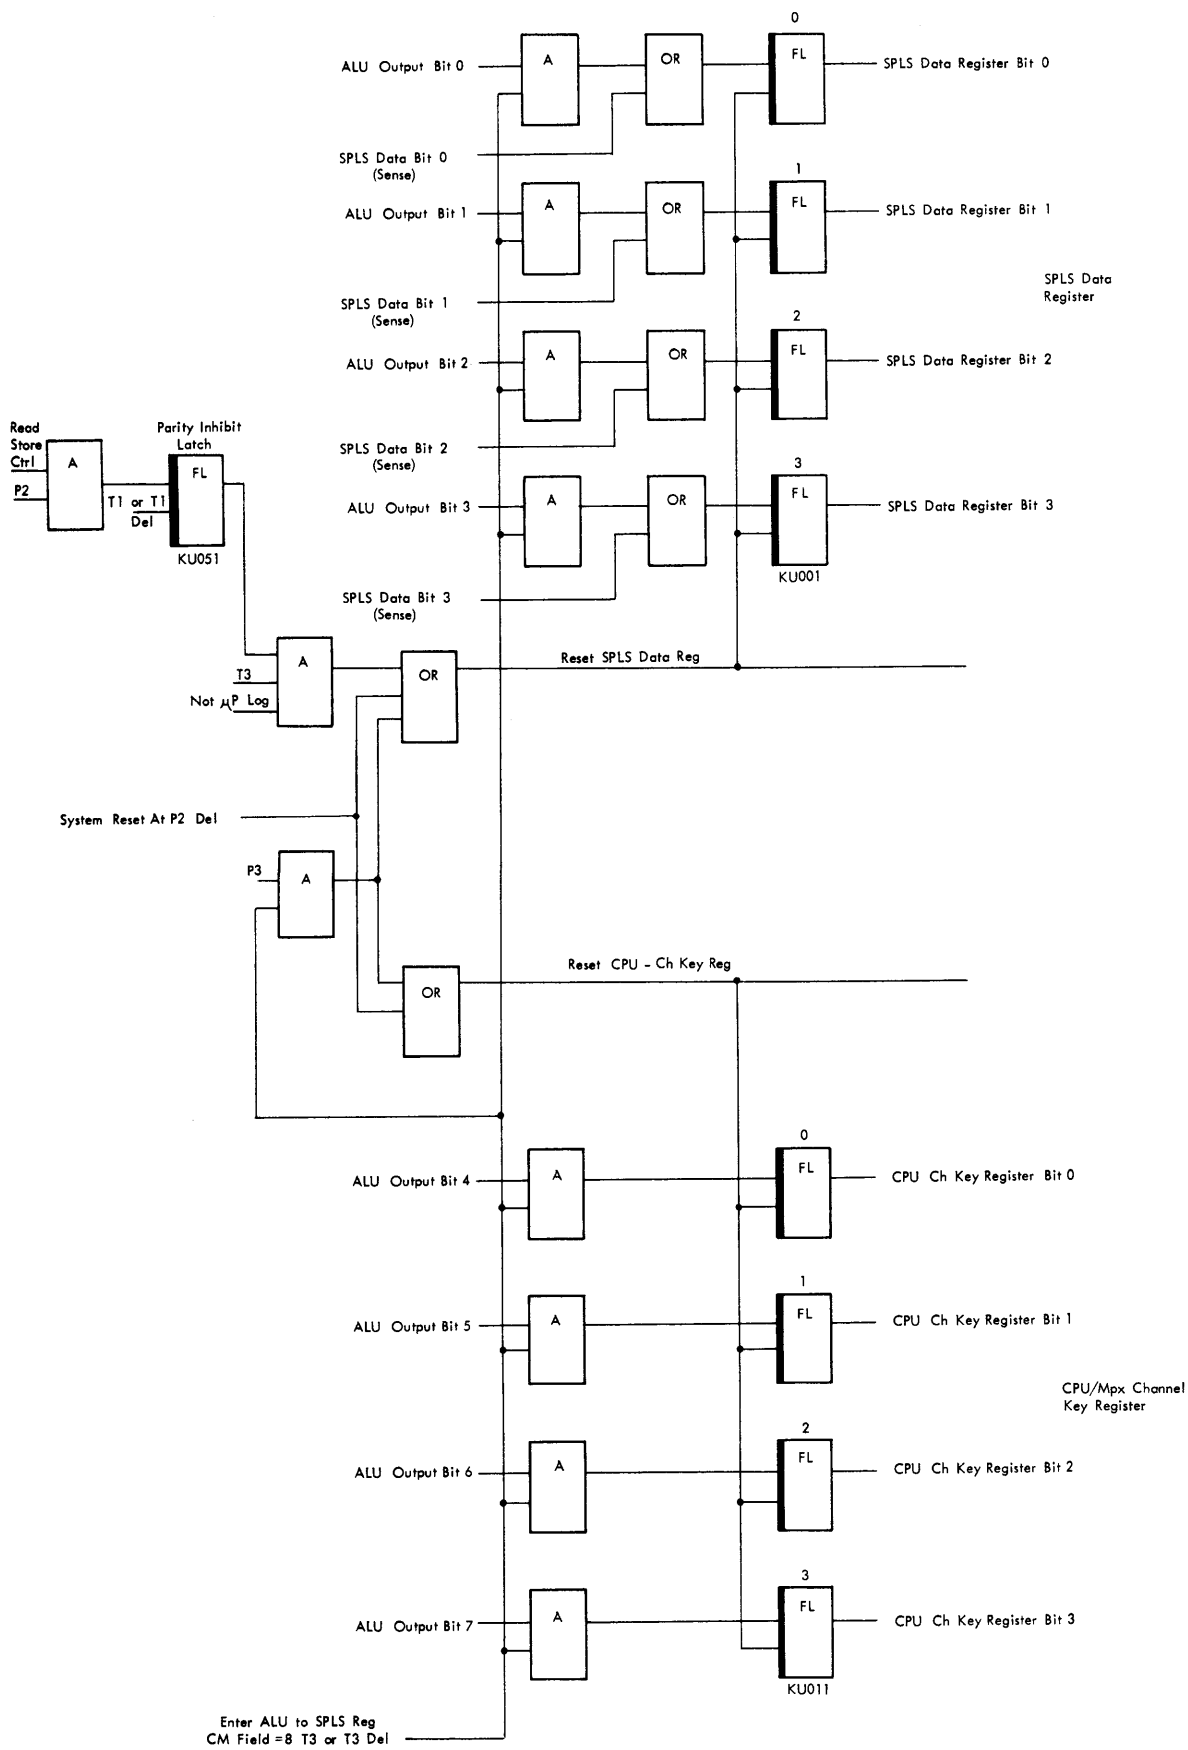 0
ALU Output Bit 0
A
OR
FL
SPLS Data Register Bit 0
SPLS Data Bit 0
(Sense)
1
ALU Output Bit 1
A
OR
FL
SPLS Data Register Bit 1
SPLS Data Bit 1
(Sense)
SPLS Data
Register
2
ALU Output Bit 2
A
OR
FL
SPLS Data Register Bit 2
SPLS Data Bit 2
(Sense)
Read
Store
Ctrl
P2
A
Parity Inhibit
Latch
FL
T1 or T1
Del
KU051
3
ALU Output Bit 3
A
OR
FL
SPLS Data Register Bit 3
KU001
SPLS Data Bit 3
(Sense)
T3
Not μP Log
A
OR
Reset SPLS Data Reg
System Reset At P2 Del
P3
A
OR
Reset CPU - Ch Key Reg
0
ALU Output Bit 4
A
FL
CPU Ch Key Register Bit 0
1
ALU Output Bit 5
A
FL
CPU Ch Key Register Bit 1
CPU/Mpx Channel
Key Register
2
ALU Output Bit 6
A
FL
CPU Ch Key Register Bit 2
3
ALU Output Bit 7
A
FL
CPU Ch Key Register Bit 3
KU011
Enter ALU to SPLS Reg
CM Field =8 T3 or T3 Del